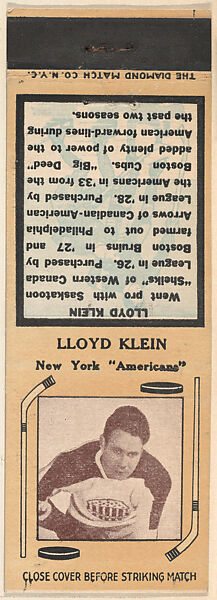 THE DIAMOND MATCH CO. N.Y.C.
LLOYD KLEIN
Went pro with Saskatoon
"Sheiks" of Western Canada
League in '26. Purchased by
Boston Bruins in '27 and
farmed out to Philadelphia
Arrows of Canadian-American
League in '28. Purchased by
the Americans in '33 from the
Boston Cubs. "Big" Deed"
added plenty of power to the
American forward-line during
the past two seasons.
LLOYD KLEIN
New York "Americans"
CLOSE COVER BEFORE STRIKING MATCH